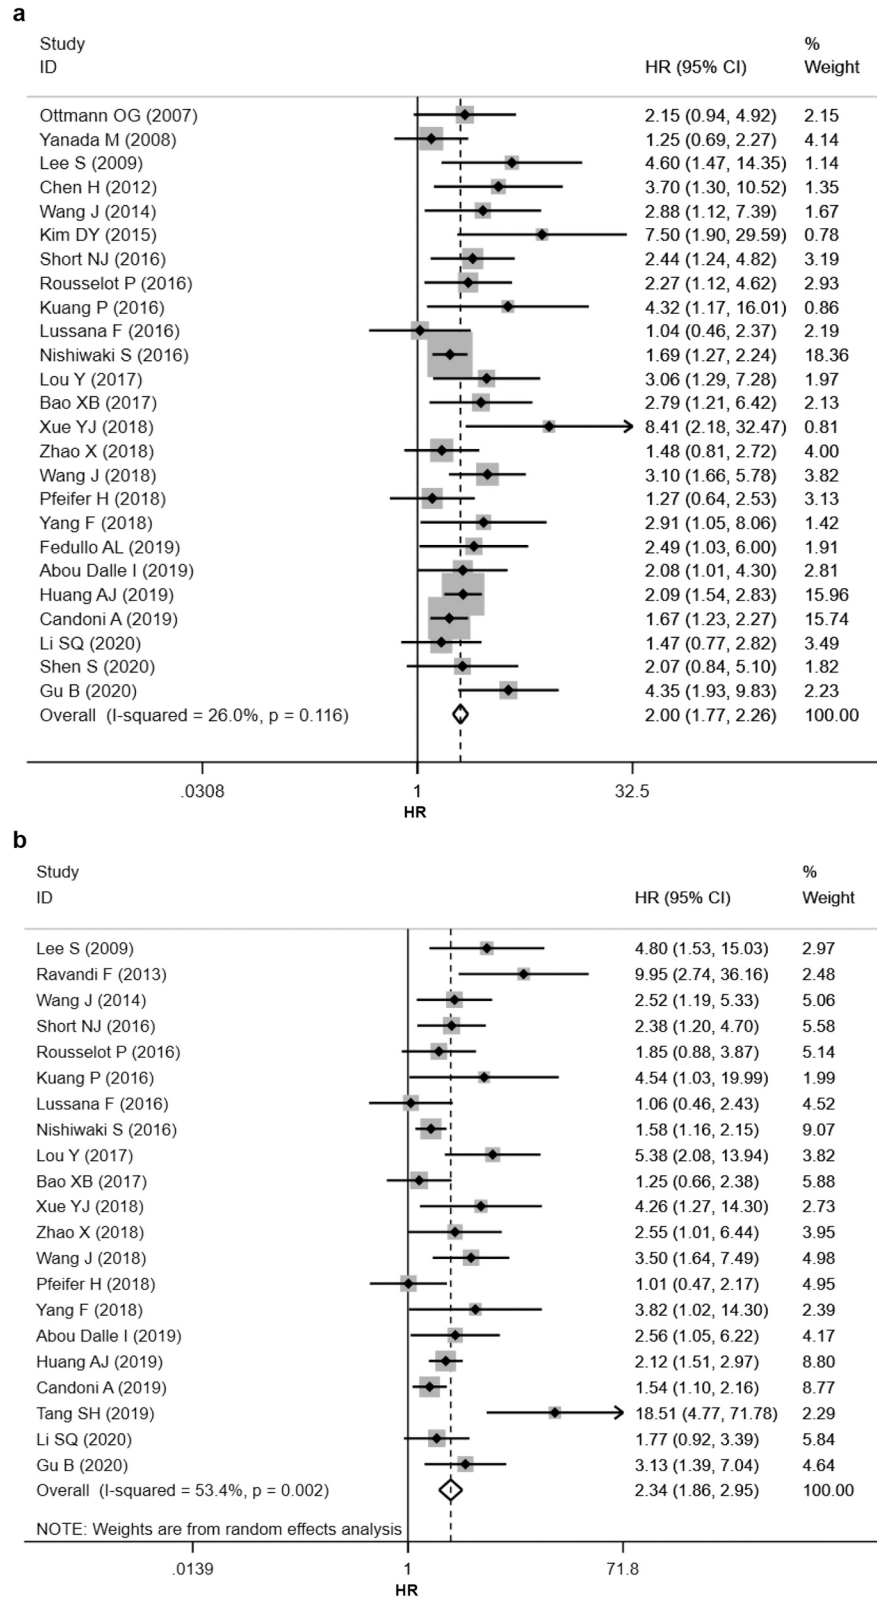 a
Study %
ID HR (95% CI) Weight
Ottmann OG (2007) 2.15 (0.94, 4.92) 2.15
Yanada M (2008) 1.25 (0.69, 2.27) 4.14
Lee S (2009) 4.60 (1.47, 14.35) 1.14
Chen H (2012) 3.70 (1.30, 10.52) 1.35
Wang J (2014) 2.88 (1.12, 7.39) 1.67
Kim DY (2015) 7.50 (1.90, 29.59) 0.78
Short NJ (2016) 2.44 (1.24, 4.82) 3.19
Rousselot P (2016) 2.27 (1.12, 4.62) 2.93
Kuang P (2016) 4.32 (1.17, 16.01) 0.86
Lussana F (2016) 1.04 (0.46, 2.37) 2.19
Nishiwaki S (2016) 1.69 (1.27, 2.24) 18.36
Lou Y (2017) 3.06 (1.29, 7.28) 1.97
Bao XB (2017) 2.79 (1.21, 6.42) 2.13
Xue YJ (2018) 8.41 (2.18, 32.47) 0.81
Zhao X (2018) 1.48 (0.81, 2.72) 4.00
Wang J (2018) 3.10 (1.66, 5.78) 3.82
Pfeifer H (2018) 1.27 (0.64, 2.53) 3.13
Yang F (2018) 2.91 (1.05, 8.06) 1.42
Fedullo AL (2019) 2.49 (1.03, 6.00) 1.91
Abou Dalle I (2019) 2.08 (1.01, 4.30) 2.81
Huang AJ (2019) 2.09 (1.54, 2.83) 15.96
Candoni A (2019) 1.67 (1.23, 2.27) 15.74
Li SQ (2020) 1.47 (0.77, 2.82) 3.49
Shen S (2020) 2.07 (0.84, 5.10) 1.82
Gu B (2020) 4.35 (1.93, 9.83) 2.23
Overall (I-squared = 26.0%, p = 0.116) 2.00 (1.77, 2.26) 100.00
.0308 1 32.5
HR
b
Study %
ID HR (95% CI) Weight
Lee S (2009) 4.80 (1.53, 15.03) 2.97
Ravandi F (2013) 9.95 (2.74, 36.16) 2.48
Wang J (2014) 2.52 (1.19, 5.33) 5.06
Short NJ (2016) 2.38 (1.20, 4.70) 5.58
Rousselot P (2016) 1.85 (0.88, 3.87) 5.14
Kuang P (2016) 4.54 (1.03, 19.99) 1.99
Lussana F (2016) 1.06 (0.46, 2.43) 4.52
Nishiwaki S (2016) 1.58 (1.16, 2.15) 9.07
Lou Y (2017) 5.38 (2.08, 13.94) 3.82
Bao XB (2017) 1.25 (0.66, 2.38) 5.88
Xue YJ (2018) 4.26 (1.27, 14.30) 2.73
Zhao X (2018) 2.55 (1.01, 6.44) 3.95
Wang J (2018) 3.50 (1.64, 7.49) 4.98
Pfeifer H (2018) 1.01 (0.47, 2.17) 4.95
Yang F (2018) 3.82 (1.02, 14.30) 2.39
Abou Dalle I (2019) 2.56 (1.05, 6.22) 4.17
Huang AJ (2019) 2.12 (1.51, 2.97) 8.80
Candoni A (2019) 1.54 (1.10, 2.16) 8.77
Tang SH (2019) 18.51 (4.77, 71.78) 2.29
Li SQ (2020) 1.77 (0.92, 3.39) 5.84
Gu B (2020) 3.13 (1.39, 7.04) 4.64
Overall (I-squared = 53.4%, p = 0.002) 2.34 (1.86, 2.95) 100.00
NOTE: Weights are from random effects analysis
.0139 1 71.8
HR